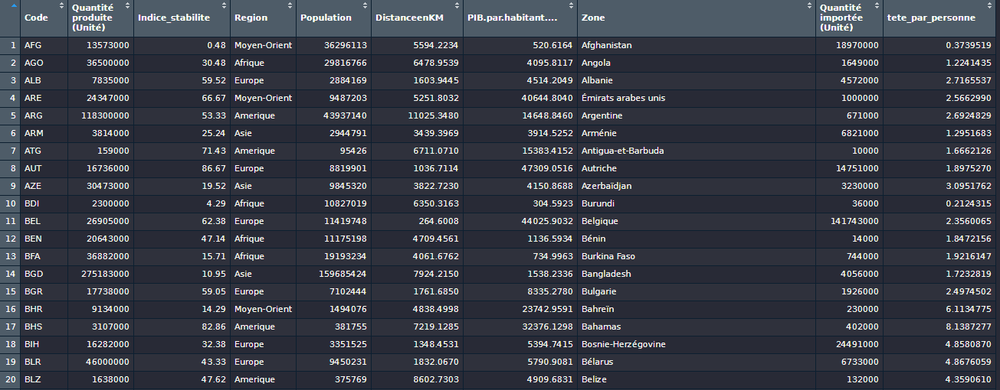 Code Quantité produite (Unité) Indice_stabilite Region Population DistanceenKM PIB.par.habitant.... Zone Quantité importée (Unité) tete_par_personne
1 AFG 13573000 0.48 Moyen-Orient 36296113 5594.2234 520.6164 Afghanistan 18970000 0.3739519
2 AGO 36500000 30.48 Afrique 29816766 6478.9539 4095.8117 Angola 1649000 1.2241435
3 ALB 7835000 59.52 Europe 2884169 1603.9445 4514.2049 Albanie 4572000 2.7165537
4 ARE 24347000 66.67 Moyen-Orient 9487203 5251.8032 40644.8040 Émirats arabes unis 1000000 2.5662990
5 ARG 118300000 53.33 Amerique 43937140 11025.3480 14648.8460 Argentine 671000 2.6924829
6 ARM 3814000 25.24 Asie 2944791 3439.3969 3914.5252 Arménie 6821000 1.2951683
7 ATG 159000 71.43 Amerique 95426 6711.0710 15383.4152 Antigua-et-Barbuda 10000 1.6662126
8 AUT 16736000 86.67 Europe 8819901 1036.7114 47309.0516 Autriche 14751000 1.8975270
9 AZE 30473000 19.52 Asie 9845320 3822.7230 4150.8688 Azerbaïdjan 3230000 3.0951762
10 BDI 2300000 4.29 Afrique 10827019 6350.3163 304.5923 Burundi 36000 0.2124315
11 BEL 26905000 62.38 Europe 11419748 264.6008 44025.9032 Belgique 141743000 2.3560065
12 BEN 20643000 47.14 Afrique 11175198 4709.4561 1136.5934 Bénin 14000 1.8472156
13 BFA 36882000 15.71 Afrique 19193234 4061.6762 734.9963 Burkina Faso 744000 1.9216147
14 BGD 275183000 10.95 Asie 159685424 7924.2150 1538.2336 Bangladesh 4056000 1.7232819
15 BGR 17738000 59.05 Europe 7102444 1761.6850 8335.2780 Bulgarie 1926000 2.4974502
16 BHR 9134000 14.29 Moyen-Orient 1494076 4838.4998 23742.9591 Bahreïn 230000 6.1134775
17 BHS 3107000 82.86 Amerique 381755 7219.1285 32376.1298 Bahamas 402000 8.1387277
18 BIH 16282000 32.38 Europe 3351525 1348.4531 5394.7415 Bosnie-Herzégovine 24491000 4.8580870
19 BLR 46000000 43.33 Europe 9450231 1832.0670 5790.9081 Bélarus 6733000 4.8676059
20 BLZ 1638000 47.62 Amerique 375769 8602.7303 4909.6831 Belize 132000 4.3590610